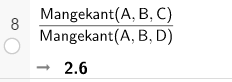 8
Mangekant(A, B, C)
Mangekant(A, B, D)
→ 2.6